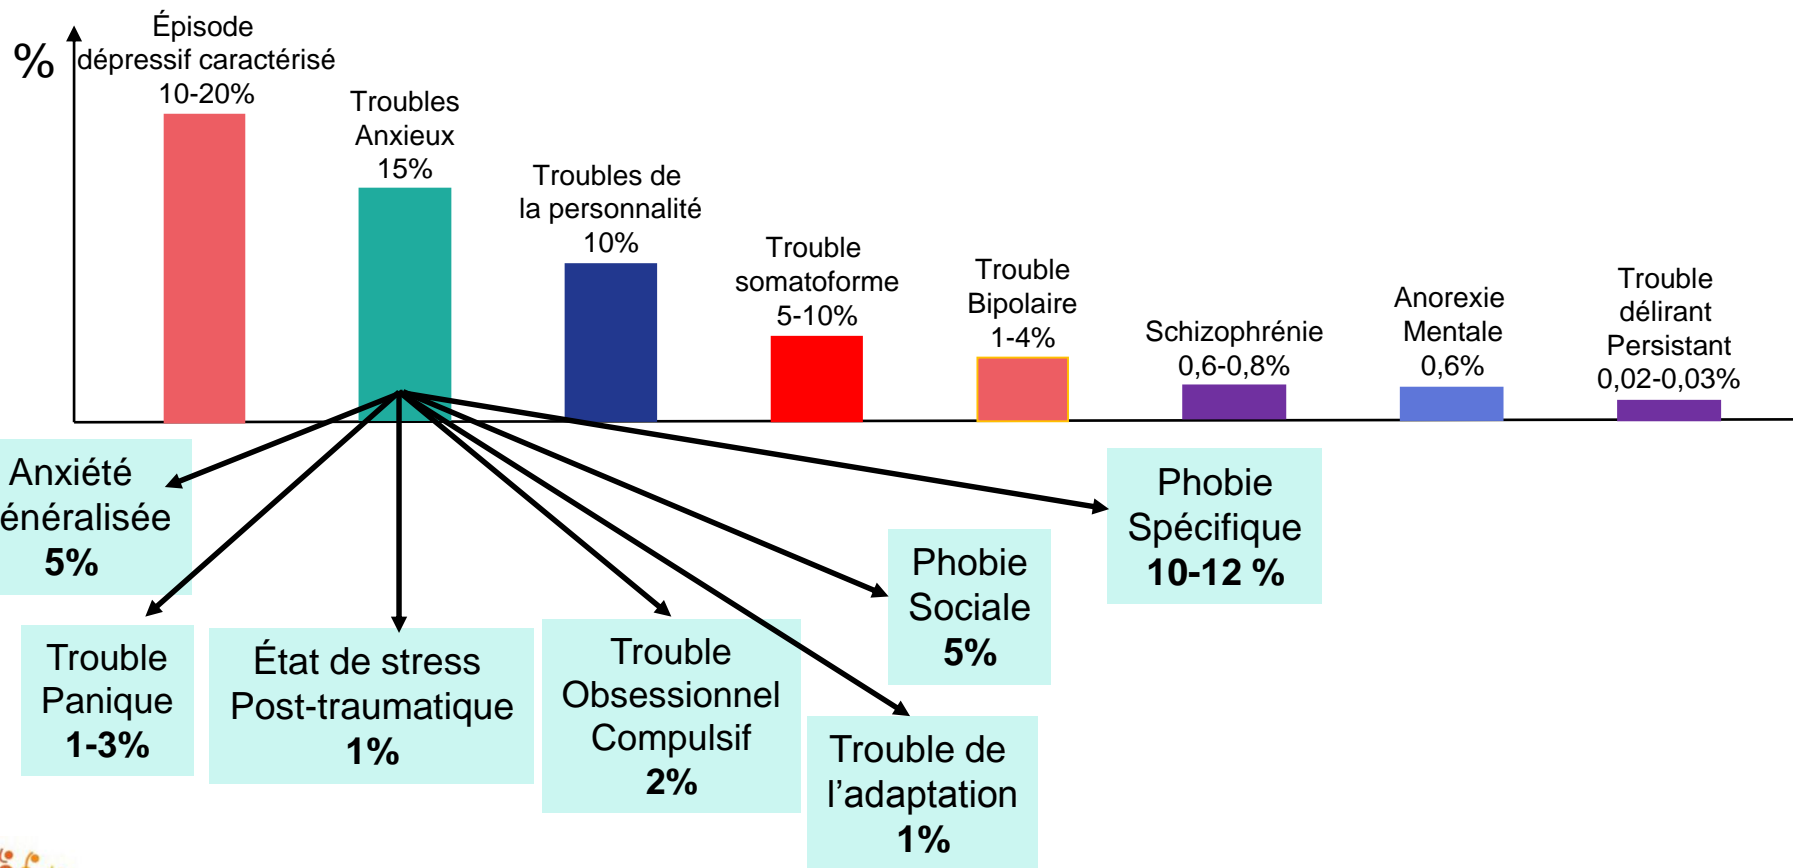 %
Épisode
dépressif caractérisé
10-20%
Troubles
Anxieux
15%
Troubles de
la personnalité
10%
Trouble
somatoforme
5-10%
Trouble
Bipolaire
1-4%
Schizophrénie
0,6-0,8%
Anorexie
Mentale
0,6%
Trouble
délirant
Persistant
0,02-0,03%
Anxiété
énéralisée
5%
Trouble
Panique
1-3%
État de stress
Post-traumatique
1%
Trouble
Obsessionnel
Compulsif
2%
Trouble de
l’adaptation
1%
Phobie
Sociale
5%
Phobie
Spécifique
10-12 %